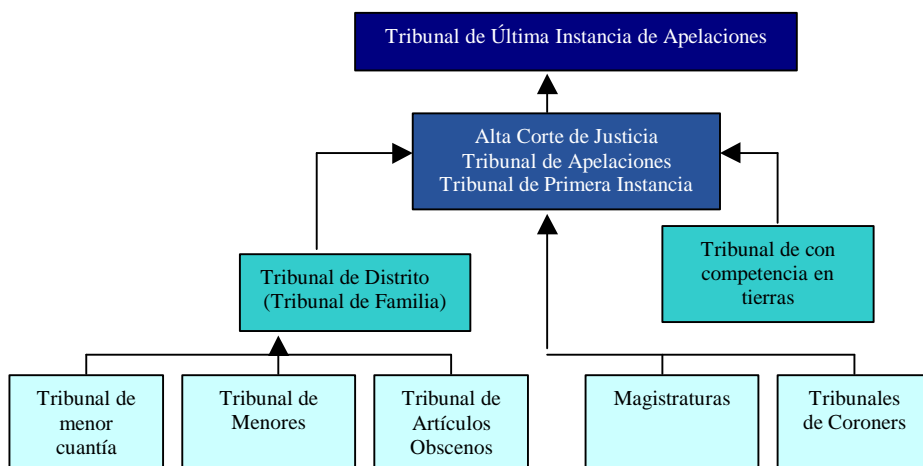 Tribunal de Última Instancia de Apelaciones
Alta Corte de Justicia
Tribunal de Apelaciones
Tribunal de Primera Instancia
Tribunal de Distrito
(Tribunal de Familia)
Tribunal de con
competencia en
tierras
Tribunal de
menor
cuantía
Tribunal de
Menores
Tribunal de
Artículos
Obscenos
Magistraturas
Tribunales
de Coroners